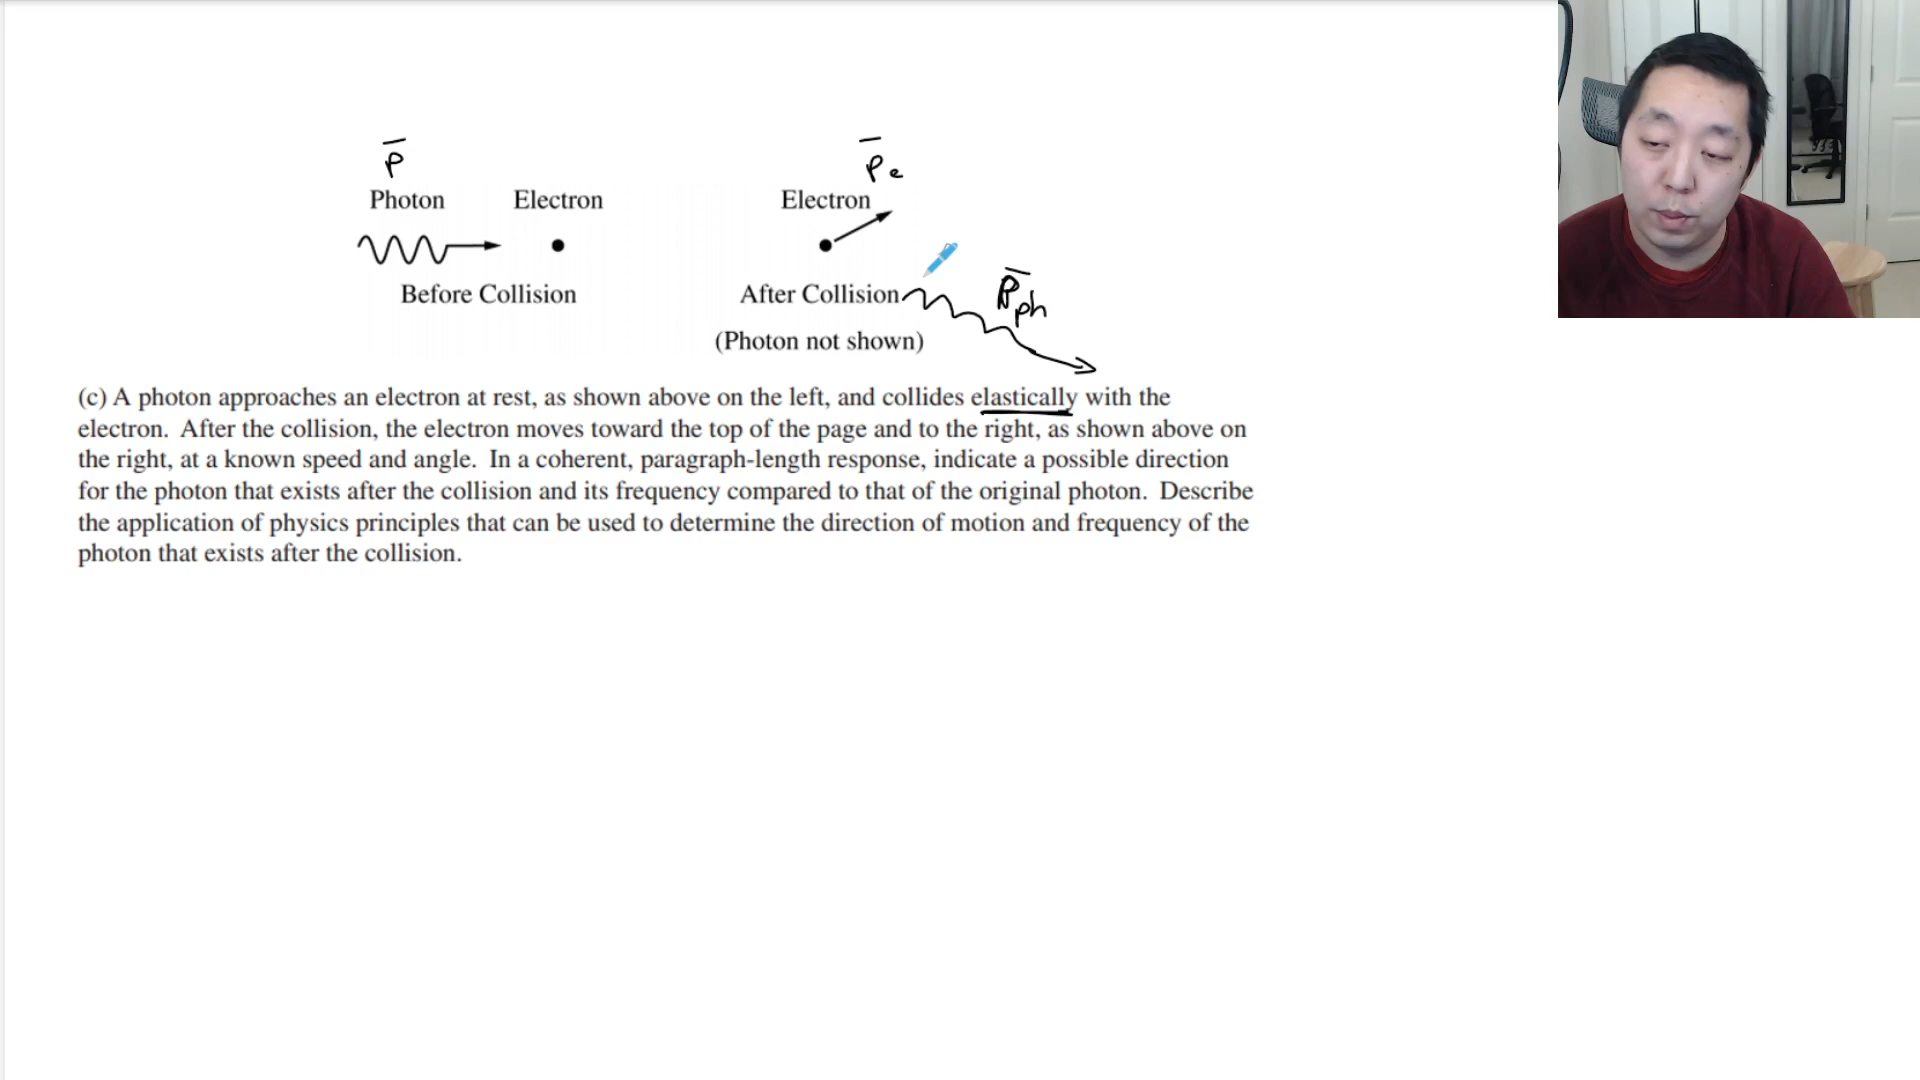 p̄
p̄e
Photon Electron
Electron
Before Collision
After Collision
p̄ph
(Photon not shown)
(c) A photon approaches an electron at rest, as shown above on the left, and collides elastically with the
electron. After the collision, the electron moves toward the top of the page and to the right, as shown above on
the right, at a known speed and angle. In a coherent, paragraph-length response, indicate a possible direction
for the photon that exists after the collision and its frequency compared to that of the original photon. Describe
the application of physics principles that can be used to determine the direction of motion and frequency of the
photon that exists after the collision.